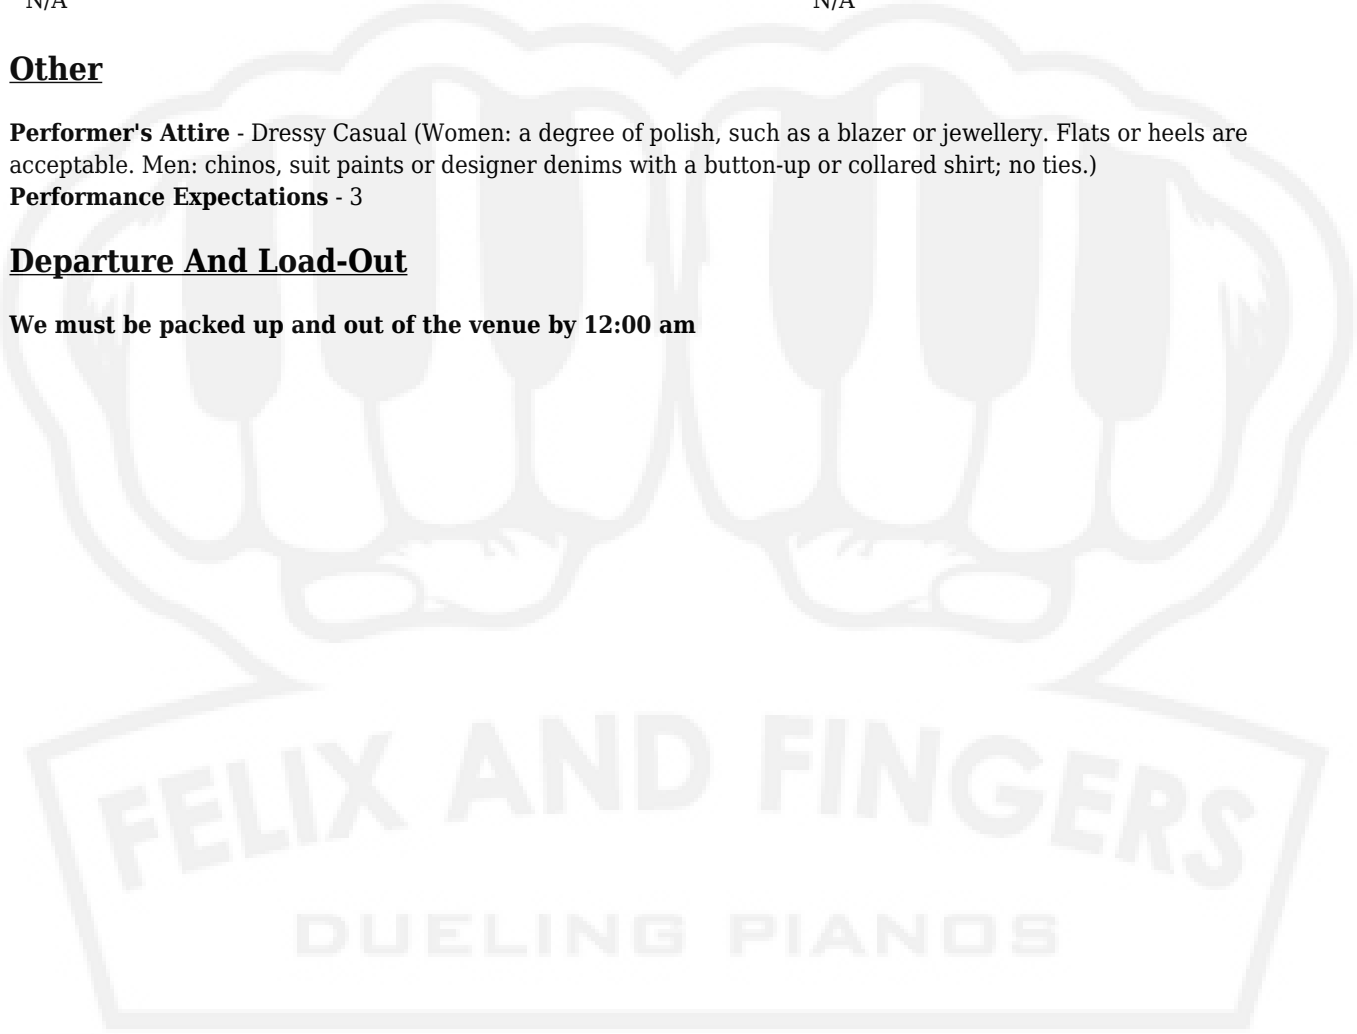 N/A N/A
Other
Performer's Attire - Dressy Casual (Women: a degree of polish, such as a blazer or jewellery. Flats or heels are
acceptable. Men: chinos, suit paints or designer denims with a button-up or collared shirt; no ties.)
Performance Expectations - 3
Departure And Load-Out
We must be packed up and out of the venue by 12:00 am
FELIX AND FINGERS
DUELING PIANOS